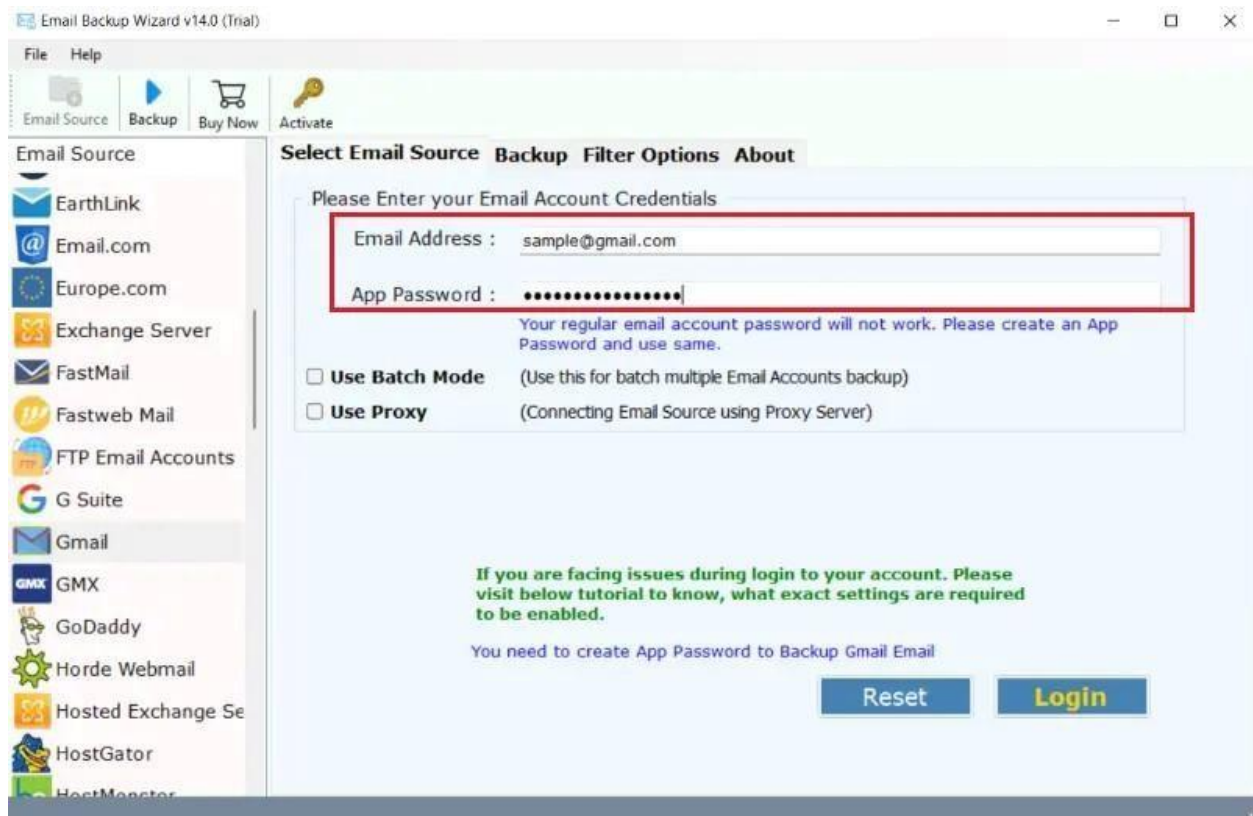 Email Backup Wizard v14.0 (Trial)
File Help
Email Source Backup Buy Now Activate
Email Source
EarthLink
Email.com
Europe.com
Exchange Server
FastMail
Fastweb Mail
FTP Email Accounts
G Suite
Gmail
GMX GMX
GoDaddy
Horde Webmail
Hosted Exchange Se
HostGator
HostMonster
Select Email Source Backup Filter Options About
Please Enter your Email Account Credentials
Email Address : sample@gmail.com
App Password : ••••••••••••••••
Your regular email account password will not work. Please create an App
Password and use same.
Use Batch Mode (Use this for batch multiple Email Accounts backup)
Use Proxy (Connecting Email Source using Proxy Server)
If you are facing issues during login to your account. Please
visit below tutorial to know, what exact settings are required
to be enabled.
You need to create App Password to Backup Gmail Email
Reset Login